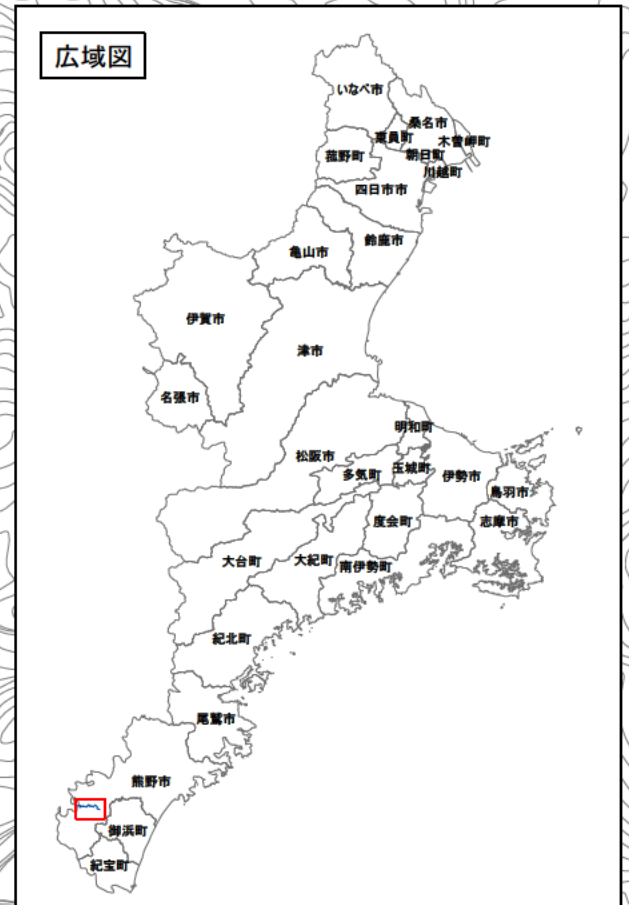 広域図
いなべ市
桑名市
東員町
木曽岬町
菰野町
朝日町
川越町
四日市市
鈴鹿市
亀山市
伊賀市
津市
名張市
明和町
松阪市
多気町
玉城町
伊勢市
鳥羽市
度会町
志摩市
大台町
大紀町
南伊勢町
紀北町
尾鷲市
熊野市
御浜町
紀宝町